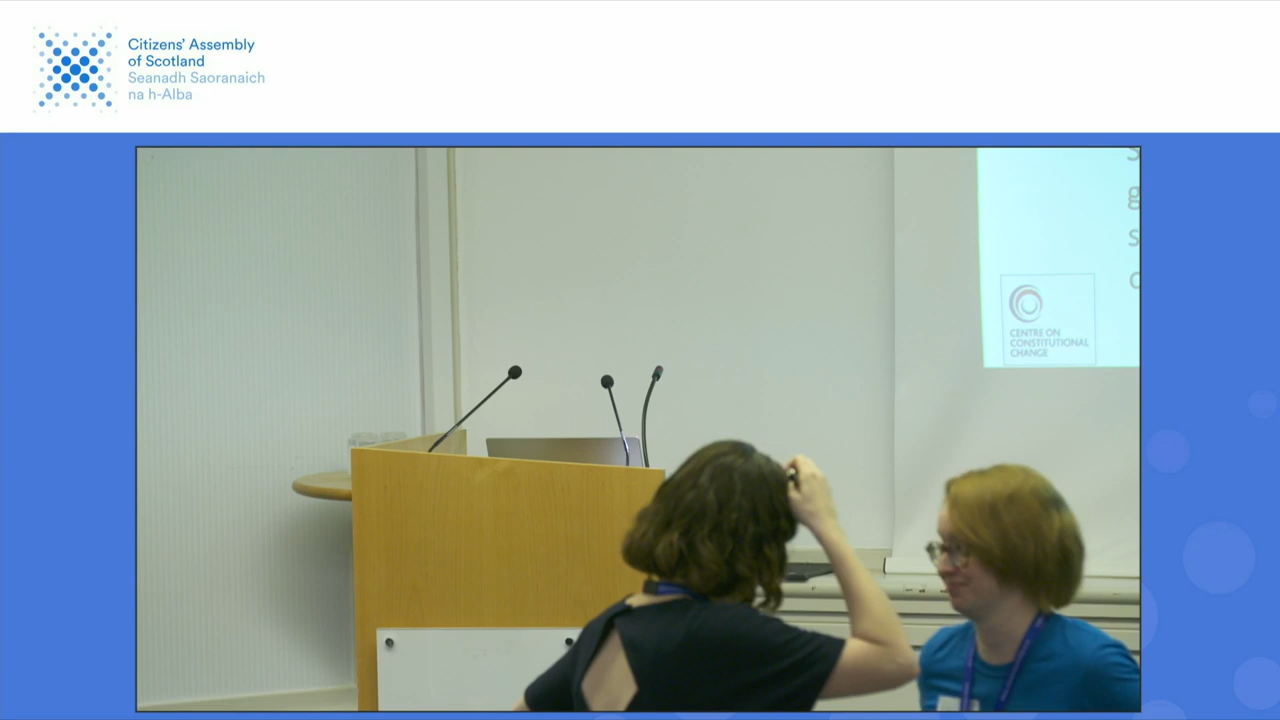 Citizens' Assembly
of Scotland
Seanadh Saoranaich
na h-Alba
g
s
CENTRE ON
CONSTITUTIONAL
CHANGE